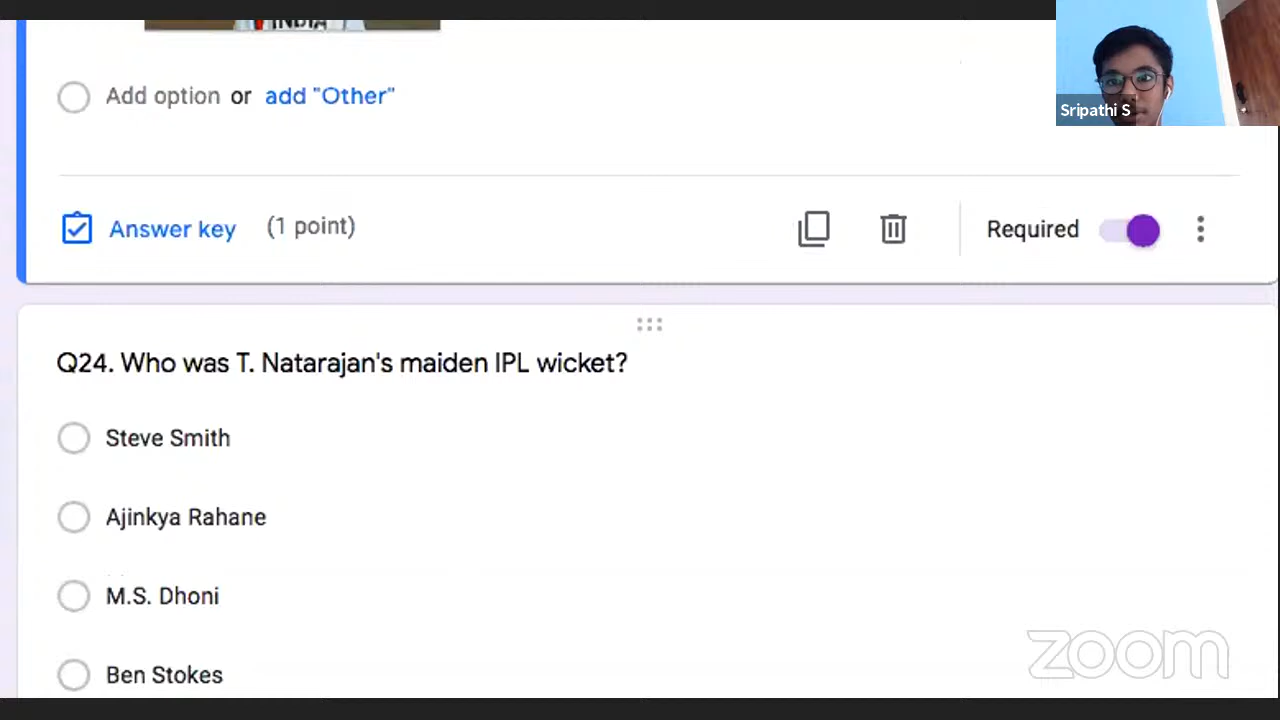 INDIA
Add option or add "Other"
Sripathi S
Answer key (1 point)
Required
Q24. Who was T. Natarajan's maiden IPL wicket?
Steve Smith
Ajinkya Rahane
M.S. Dhoni
Ben Stokes
zoom